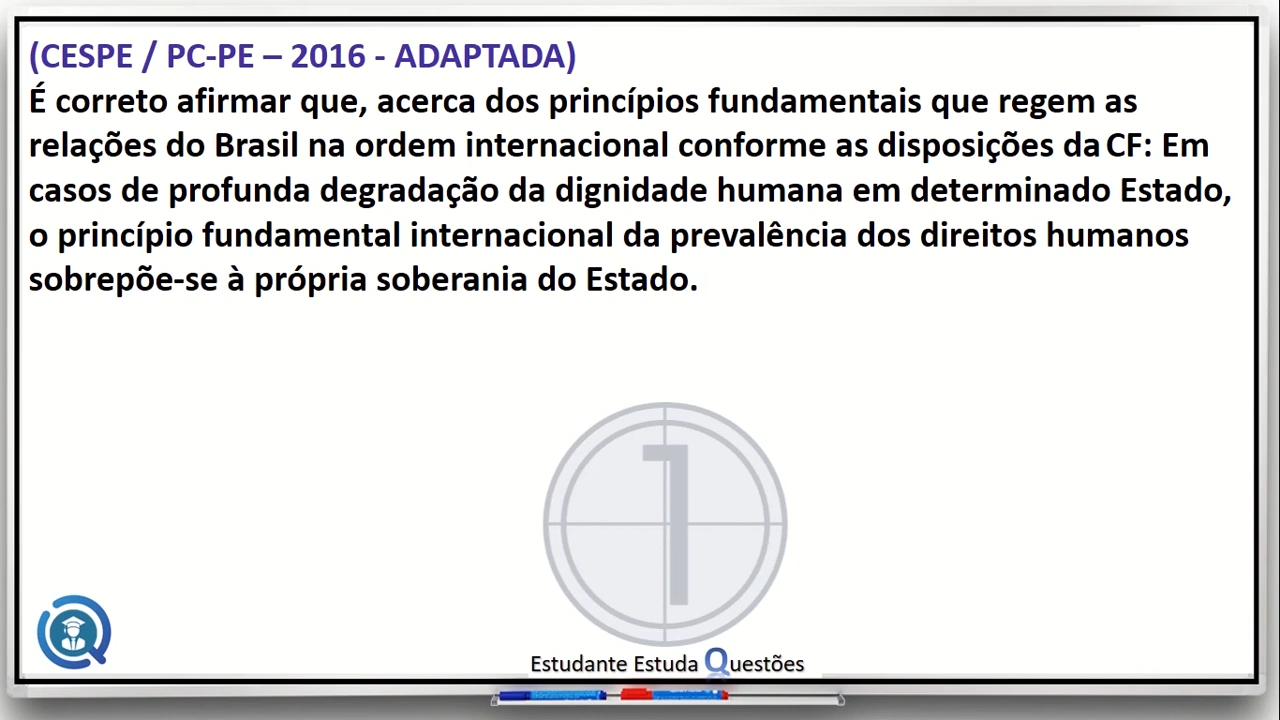 (CESPE / PC-PE – 2016 - ADAPTADA)
É correto afirmar que, acerca dos princípios fundamentais que regem as
relações do Brasil na ordem internacional conforme as disposições da CF: Em
casos de profunda degradação da dignidade humana em determinado Estado,
o princípio fundamental internacional da prevalência dos direitos humanos
sobrepõe-se à própria soberania do Estado.
1
Estudante Estuda Questões